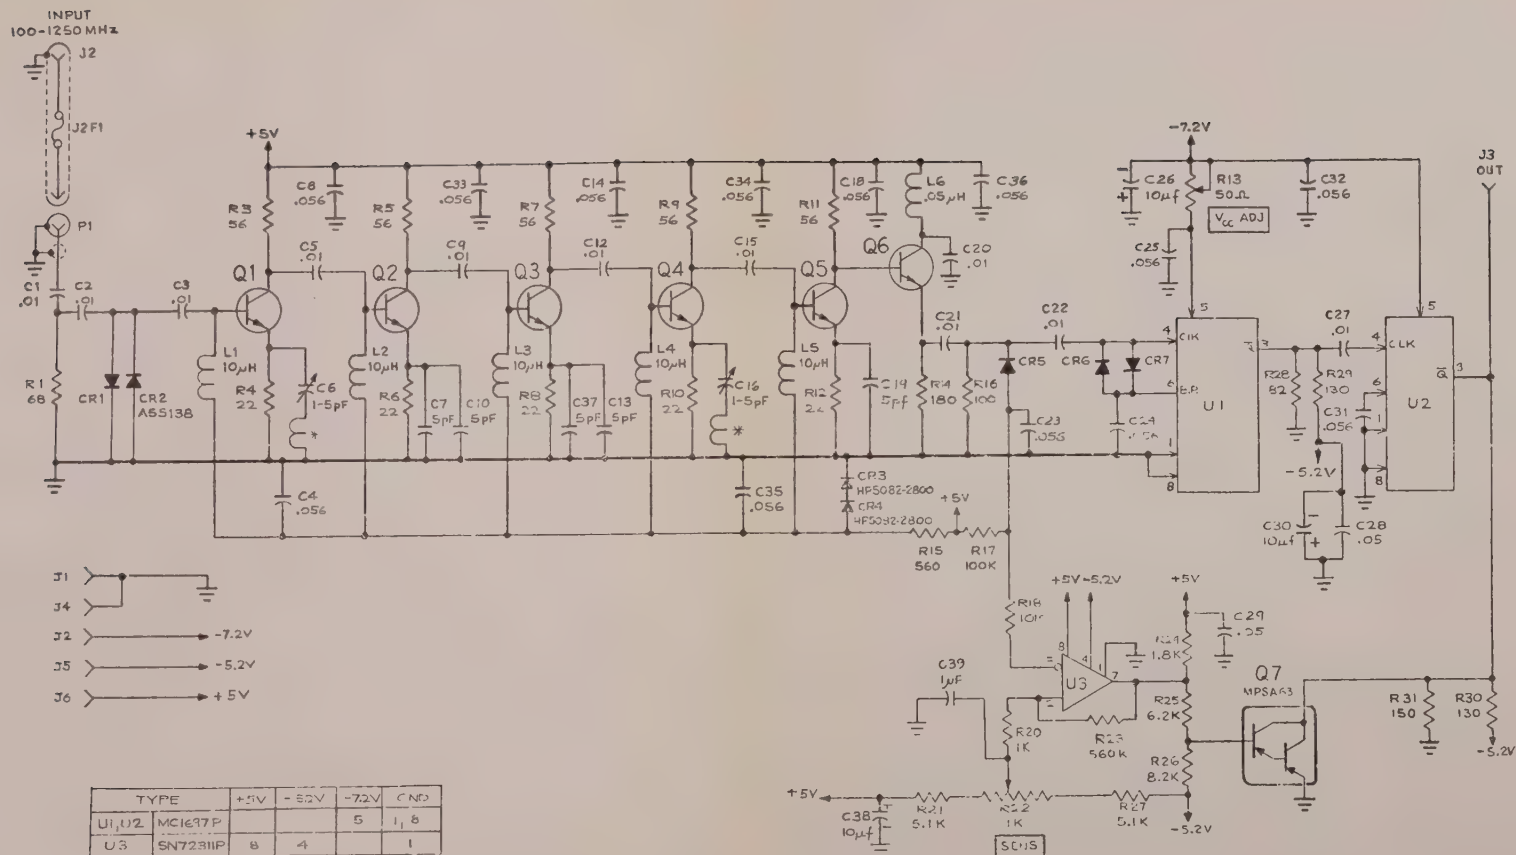 INPUT
100-1250 MHz
J2
J2F1
P1
+5V
C8
.056
C33
.056
C14
.056
C34
.056
C18
.056
L6
.05μH
C36
.056
R3
56
R5
56
R7
56
R9
56
R11
56
C5
.01
C9
.01
C12
.01
C15
.01
Q1
Q2
Q3
Q4
Q5
Q6
C20
.01
C1
.01
C2
.01
C3
.01
R1
68
CR1
CR2
A5S138
L1
10μH
R4
22
C6
1-5pF
*
L2
10μH
R6
22
C7
5pF
C10
5pF
L3
10μH
R8
22
C37
5pF
C13
5pF
L4
10μH
R10
22
C16
1-5pF
*
L5
10μH
R12
22
C19
5pf
R14
180
C21
.01
R16
100
CR5
C23
.056
C22
.01
CR6
CR7
C24
-7.2V
C26
10μf
R13
50Ω
VCC ADJ
C32
.056
C25
.056
5
4
CLK
6
U1
3
1
8
R28
82
R29
130
C27
.01
-5.2V
C30
10μf
C28
.05
C31
.056
5
4
CLK
6
1
8
U2
Q̅
3
J3
OUT
C4
.056
C35
.056
CR3
HP5082-2800
CR4
HP5082-2800
R15
560
+5V
R17
100K
J1
J4
J2
-7.2V
J5
-5.2V
J6
+5V
R18
+5V
-5.2V
8
4
1
U3
7
C39
1μF
R20
1K
R23
560K
+5V
R24
1.8K
C29
.05
R25
6.2K
R26
8.2K
Q7
MPSA63
R31
150
R30
130
-5.2V
+5V
C38
10μf
R21
5.1K
R22
1K
SENS
R27
5.1K
-5.2V
TYPE +5V -5.2V -7.2V GND
U1,U2 MC1697P 5 1, 8
U3 SN72311P 8 4 1